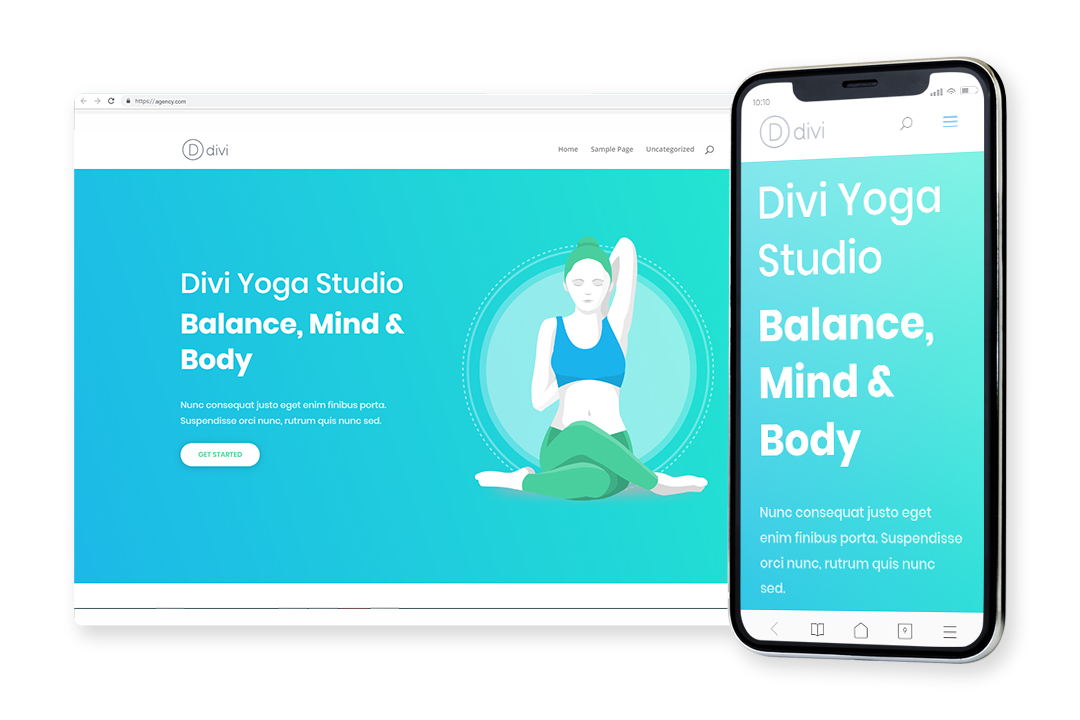 https://agency.com
D divi
Home Sample Page Uncategorized
Divi Yoga Studio
Balance, Mind &
Body
Nunc consequat justo eget enim finibus porta.
Suspendisse orci nunc, rutrum quis nunc sed.
GET STARTED
10:10
D divi
Divi Yoga
Studio
Balance,
Mind &
Body
Nunc consequat justo eget
enim finibus porta. Suspendisse
orci nunc, rutrum quis nunc
sed.